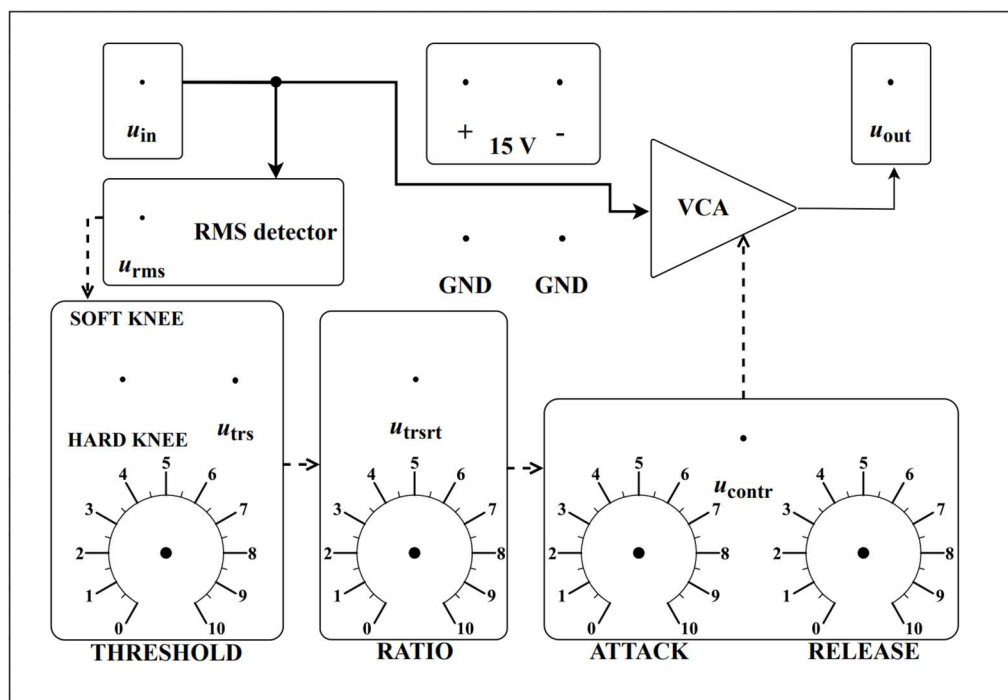 u_in
+ -
15 V
u_out
VCA
RMS detector
u_rms
GND GND
SOFT KNEE
HARD KNEE
u_trs
u_trsrt
u_contr
0 1 2 3 4 5 6 7 8 9 10
0 1 2 3 4 5 6 7 8 9 10
0 1 2 3 4 5 6 7 8 9 10
0 1 2 3 4 5 6 7 8 9 10
THRESHOLD RATIO ATTACK RELEASE